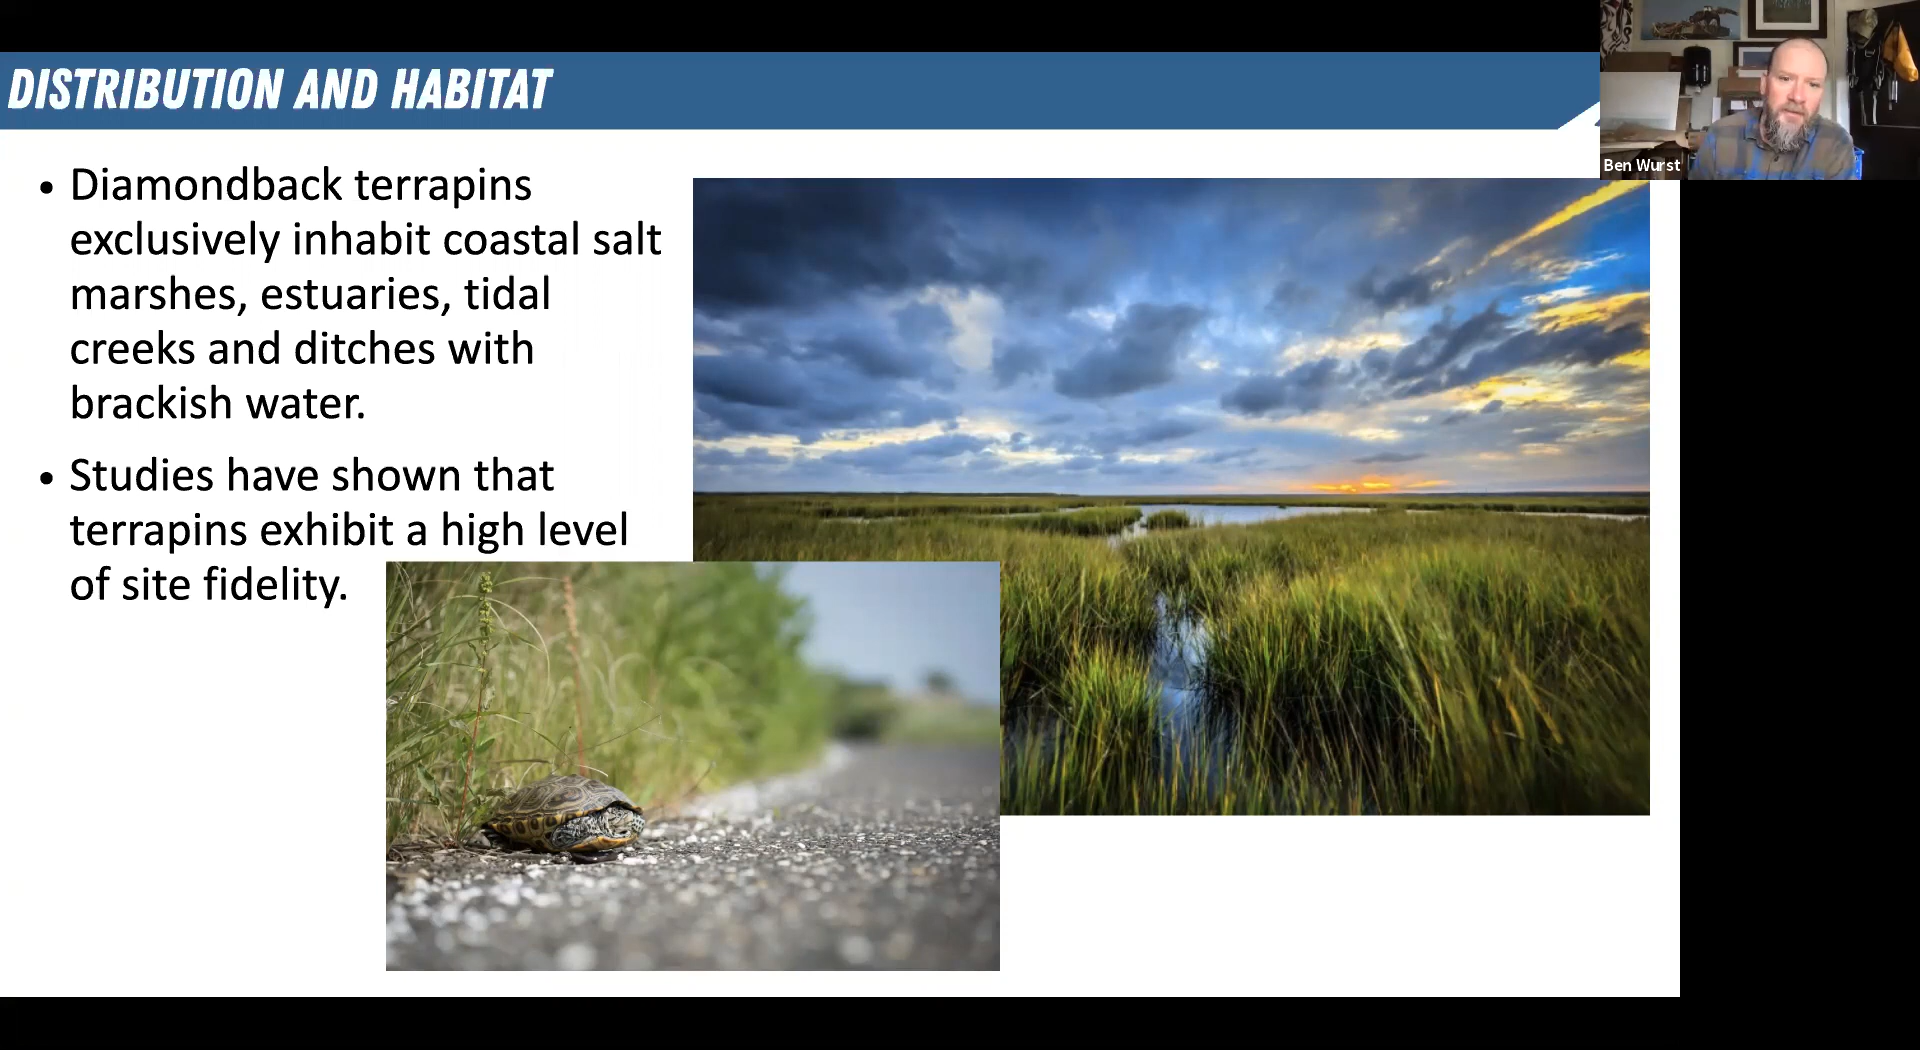 DISTRIBUTION AND HABITAT
Ben Wurst
• Diamondback terrapins
exclusively inhabit coastal salt
marshes, estuaries, tidal
creeks and ditches with
brackish water.
• Studies have shown that
terrapins exhibit a high level
of site fidelity.